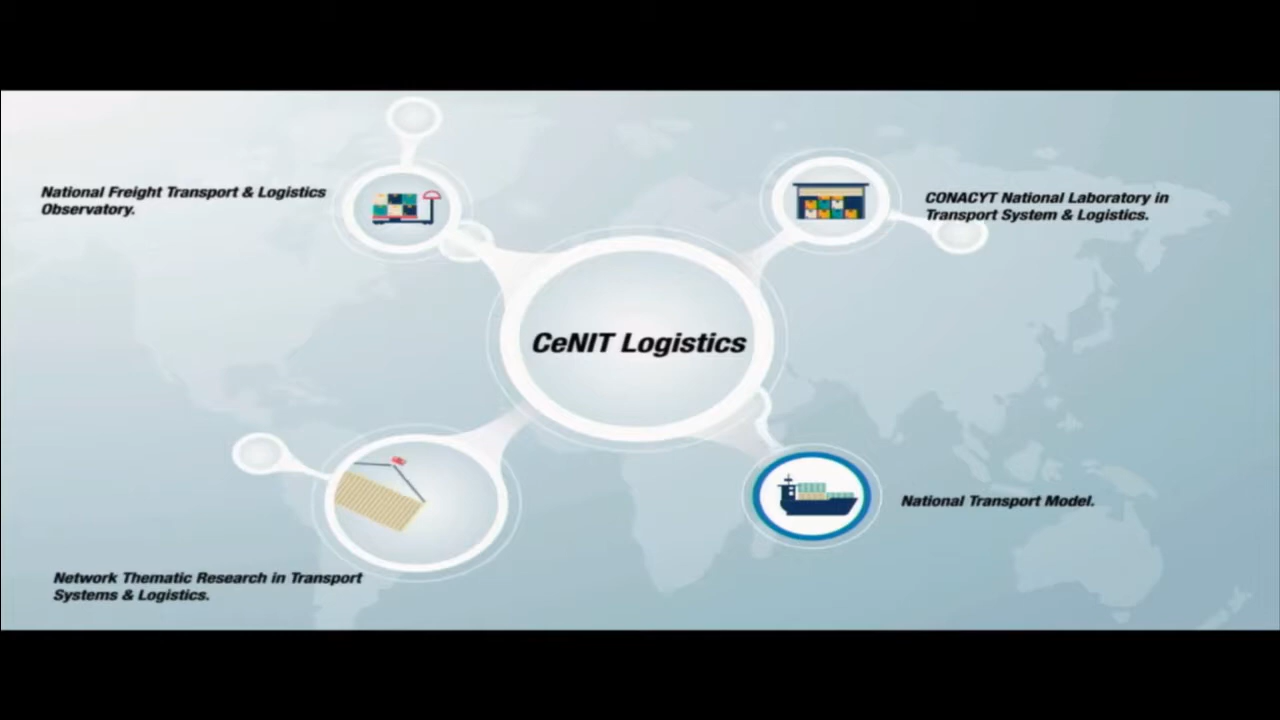 National Freight Transport & Logistics
Observatory.
CONACYT National Laboratory in
Transport System & Logistics.
CeNIT Logistics
National Transport Model.
Network Thematic Research in Transport
Systems & Logistics.